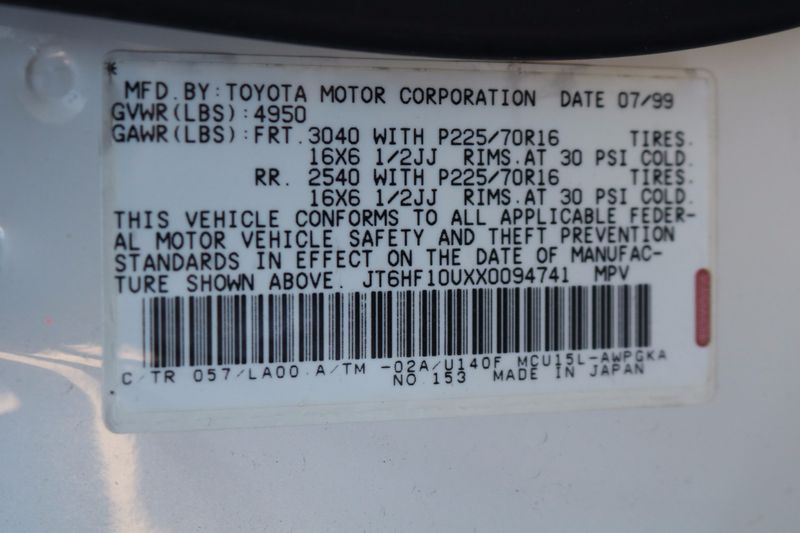 *
MFD.BY:TOYOTA MOTOR CORPORATION DATE 07/99
GVWR(LBS):4950
GAWR(LBS):FRT.3040 WITH P225/70R16 TIRES.
16X6 1/2JJ RIMS.AT 30 PSI COLD.
RR. 2540 WITH P225/70R16 TIRES.
16X6 1/2JJ RIMS.AT 30 PSI COLD.
THIS VEHICLE CONFORMS TO ALL APPLICABLE FEDER-
AL MOTOR VEHICLE SAFETY AND THEFT PREVENTION
STANDARDS IN EFFECT ON THE DATE OF MANUFAC-
TURE SHOWN ABOVE. JT6HF10UXX0094741 MPV
C/TR 057/LA00 A/TM -02A/U140F MCU15L-AWPGKA
NO.153 MADE IN JAPAN